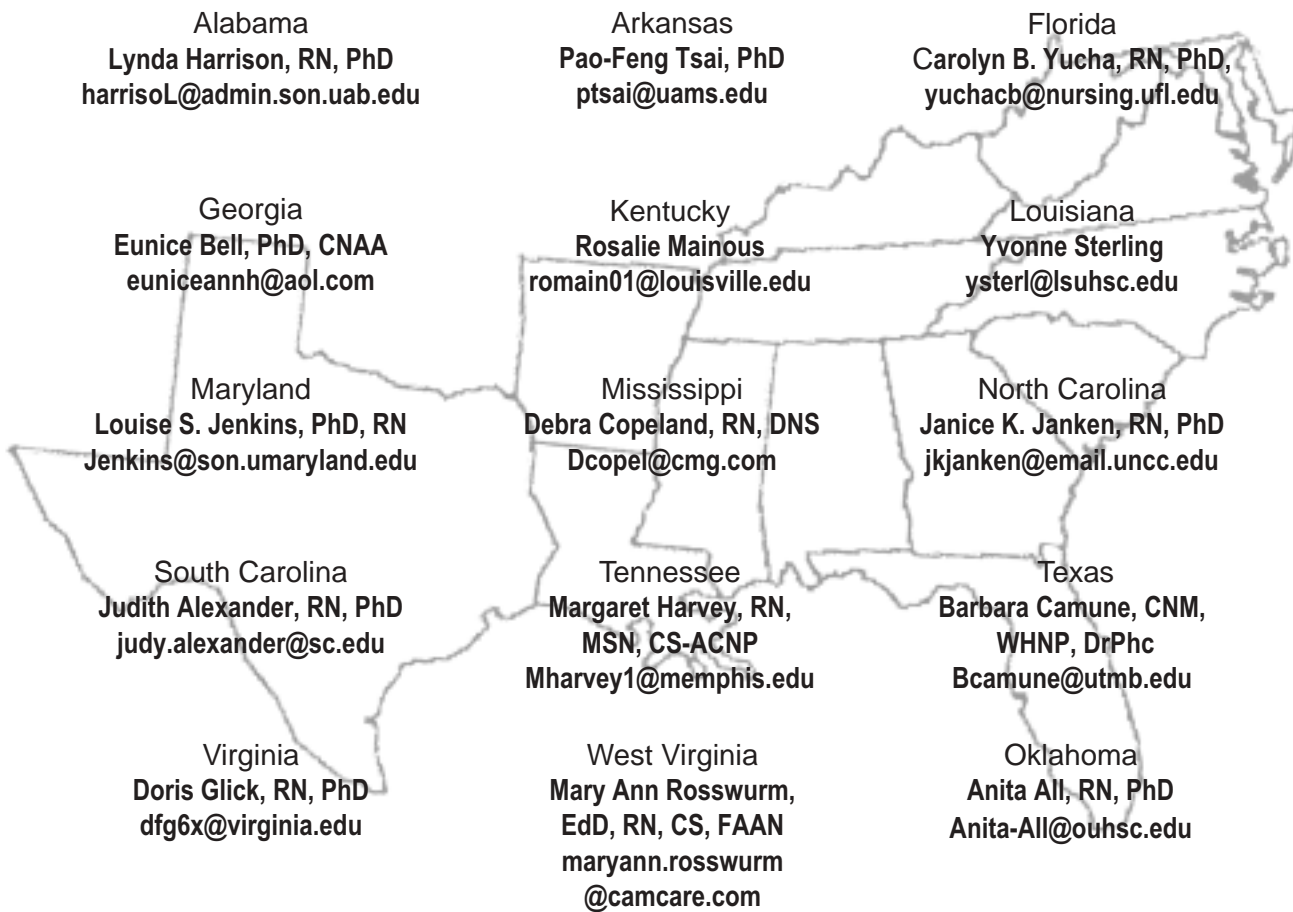 Alabama
Lynda Harrison, RN, PhD
harrisoL@admin.son.uab.edu
Arkansas
Pao-Feng Tsai, PhD
ptsai@uams.edu
Florida
Carolyn B. Yucha, RN, PhD,
yuchacb@nursing.ufl.edu
Georgia
Eunice Bell, PhD, CNAA
euniceannh@aol.com
Kentucky
Rosalie Mainous
romain01@louisville.edu
Louisiana
Yvonne Sterling
ysterl@lsuhsc.edu
Maryland
Louise S. Jenkins, PhD, RN
Jenkins@son.umaryland.edu
Mississippi
Debra Copeland, RN, DNS
Dcopel@cmg.com
North Carolina
Janice K. Janken, RN, PhD
jkjanken@email.uncc.edu
South Carolina
Judith Alexander, RN, PhD
judy.alexander@sc.edu
Tennessee
Margaret Harvey, RN,
MSN, CS-ACNP
Mharvey1@memphis.edu
Texas
Barbara Camune, CNM,
WHNP, DrPhc
Bcamune@utmb.edu
Virginia
Doris Glick, RN, PhD
dfg6x@virginia.edu
West Virginia
Mary Ann Rosswurm,
EdD, RN, CS, FAAN
maryann.rosswurm
@camcare.com
Oklahoma
Anita All, RN, PhD
Anita-All@ouhsc.edu